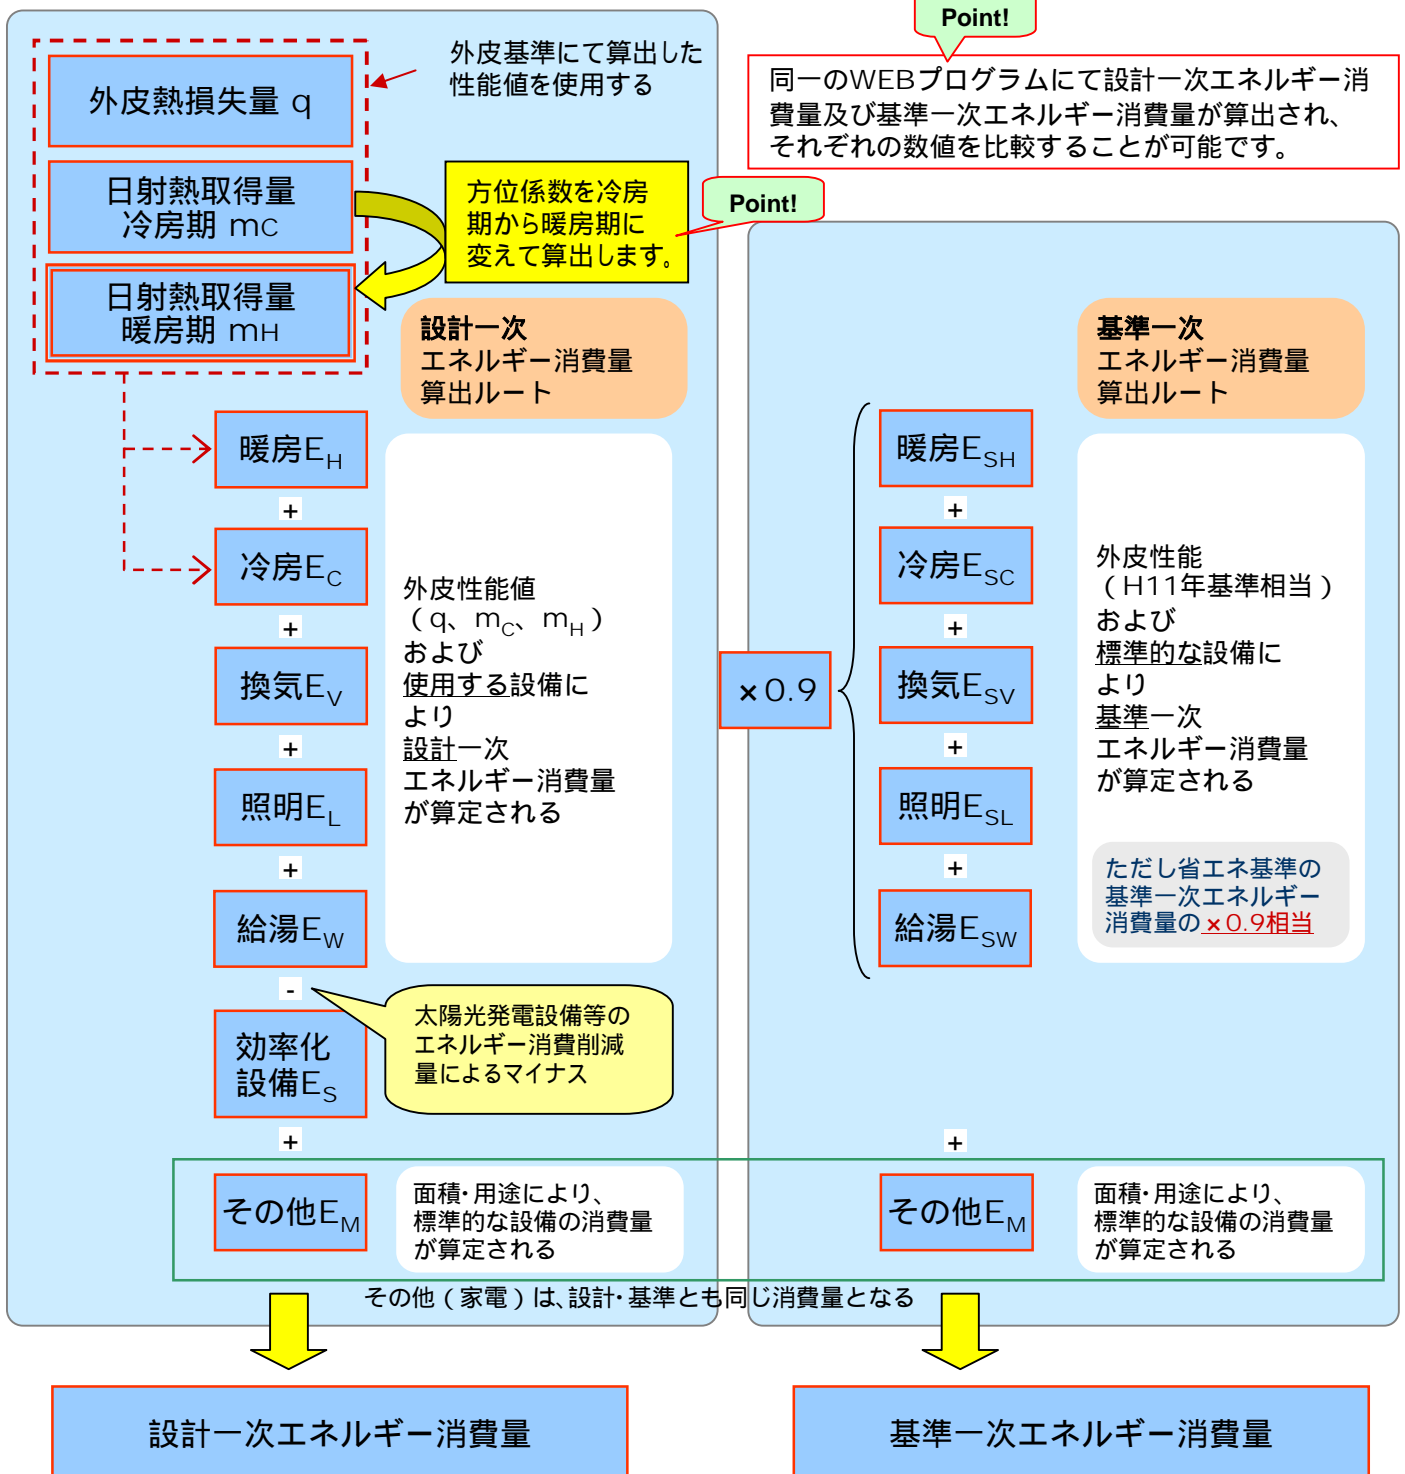 Point!
同一のWEBプログラムにて設計一次エネルギー消
費量及び基準一次エネルギー消費量が算出され、
それぞれの数値を比較することが可能です。
外皮基準にて算出した
性能値を使用する
外皮熱損失量 q
日射熱取得量
冷房期 mC
日射熱取得量
暖房期 mH
方位係数を冷房
期から暖房期に
変えて算出します。
Point!
設計一次
エネルギー消費量
算出ルート
暖房EH
+
冷房EC
+
換気EV
+
照明EL
+
給湯EW
-
効率化
設備ES
+
その他EM
外皮性能値
（q、mC、mH）
および
使用する設備に
より
設計一次
エネルギー消費量
が算定される
太陽光発電設備等の
エネルギー消費削減
量によるマイナス
面積・用途により、
標準的な設備の消費量
が算定される
基準一次
エネルギー消費量
算出ルート
×0.9
暖房ESH
+
冷房ESC
+
換気ESV
+
照明ESL
+
給湯ESW
+
その他EM
外皮性能
（H11年基準相当）
および
標準的な設備に
より
基準一次
エネルギー消費量
が算定される
ただし省エネ基準の
基準一次エネルギー
消費量の×0.9相当
面積・用途により、
標準的な設備の消費量
が算定される
その他（家電）は、設計・基準とも同じ消費量となる
設計一次エネルギー消費量
基準一次エネルギー消費量